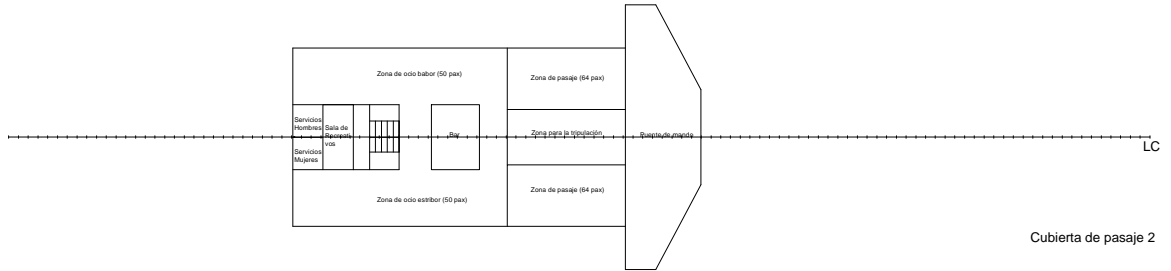 Zona de ocio babor (50 pax)
Zona de pasaje (64 pax)
Servicios
Hombres
Sala de
Recreati-
vos
Bar
Zona para la tripulación
Puente de mando
LC
Servicios
Mujeres
Zona de pasaje (64 pax)
Zona de ocio estribor (50 pax)
Cubierta de pasaje 2